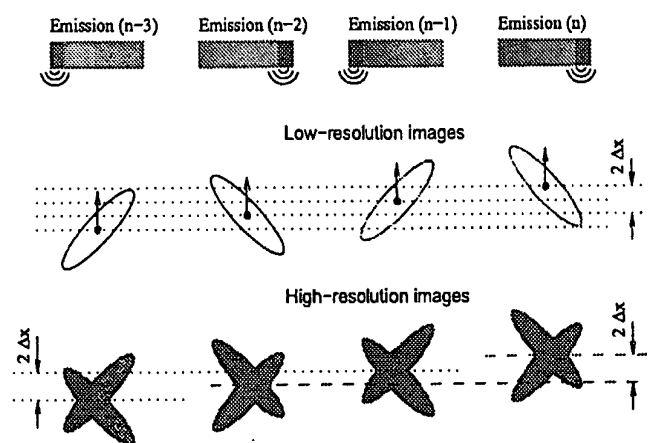 Emission (n−3) Emission (n−2) Emission (n−1) Emission (n)
Low−resolution images
2 Δx
High−resolution images
2 Δx
2 Δx